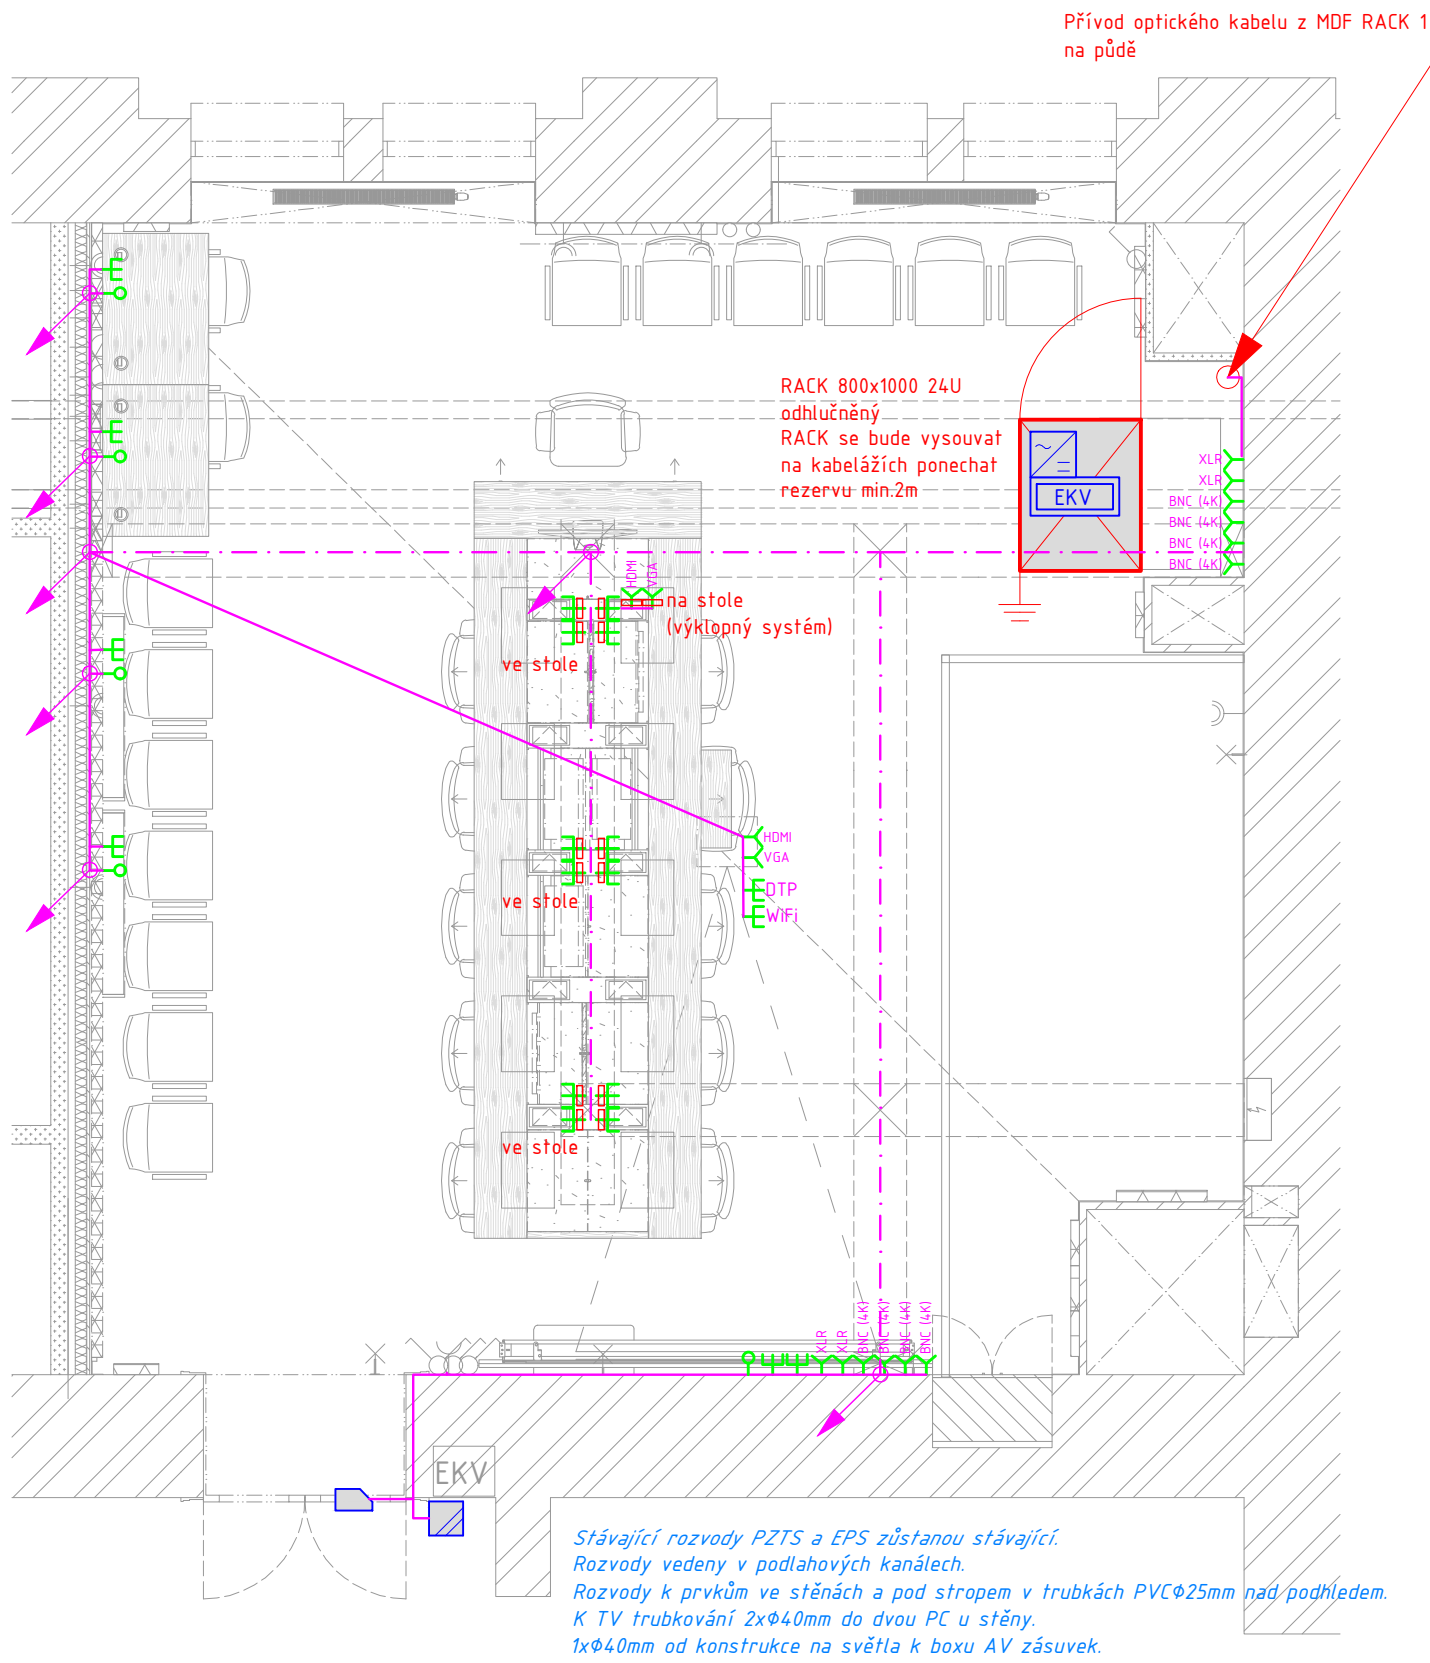 Přívod optického kabelu z MDF RACK 1
na půdě
RACK 800x1000 24U
odhlučněný
RACK se bude vysouvat
na kabelážích ponechat
rezervu min.2m
EKV
XLR
XLR
BNC (4K)
BNC (4K)
BNC (4K)
BNC (4K)
HDMI
VGA
na stole
(výklopný systém)
ve stole
HDMI
VGA
DTP
WiFi
ve stole
ve stole
XLR
XLR
BNC (4K)
BNC (4K)
BNC (4K)
BNC (4K)
EKV
Stávající rozvody PZTS a EPS zůstanou stávající.
Rozvody vedeny v podlahových kanálech.
Rozvody k prvkům ve stěnách a pod stropem v trubkách PVCΦ25mm nad podhledem.
K TV trubkování 2xΦ40mm do dvou PC u stěny.
1xΦ40mm od konstrukce na světla k boxu AV zásuvek.